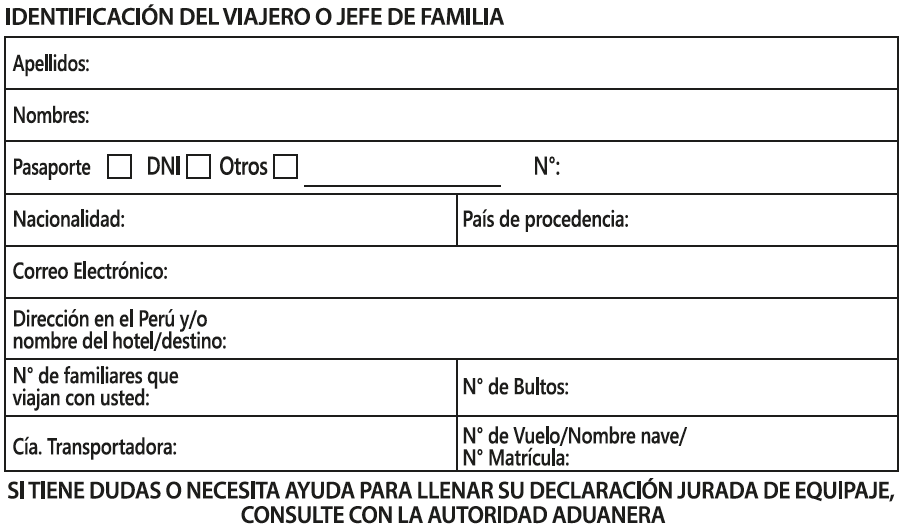 IDENTIFICACIÓN DEL VIAJERO O JEFE DE FAMILIA
Apellidos:
Nombres:
Pasaporte DNI Otros N°:
Nacionalidad: País de procedencia:
Correo Electrónico:
Dirección en el Perú y/o
nombre del hotel/destino:
N° de familiares que
viajan con usted:
N° de Bultos:
Cía. Transportadora:
N° de Vuelo/Nombre nave/
N° Matrícula:
SI TIENE DUDAS O NECESITA AYUDA PARA LLENAR SU DECLARACIÓN JURADA DE EQUIPAJE,
CONSULTE CON LA AUTORIDAD ADUANERA